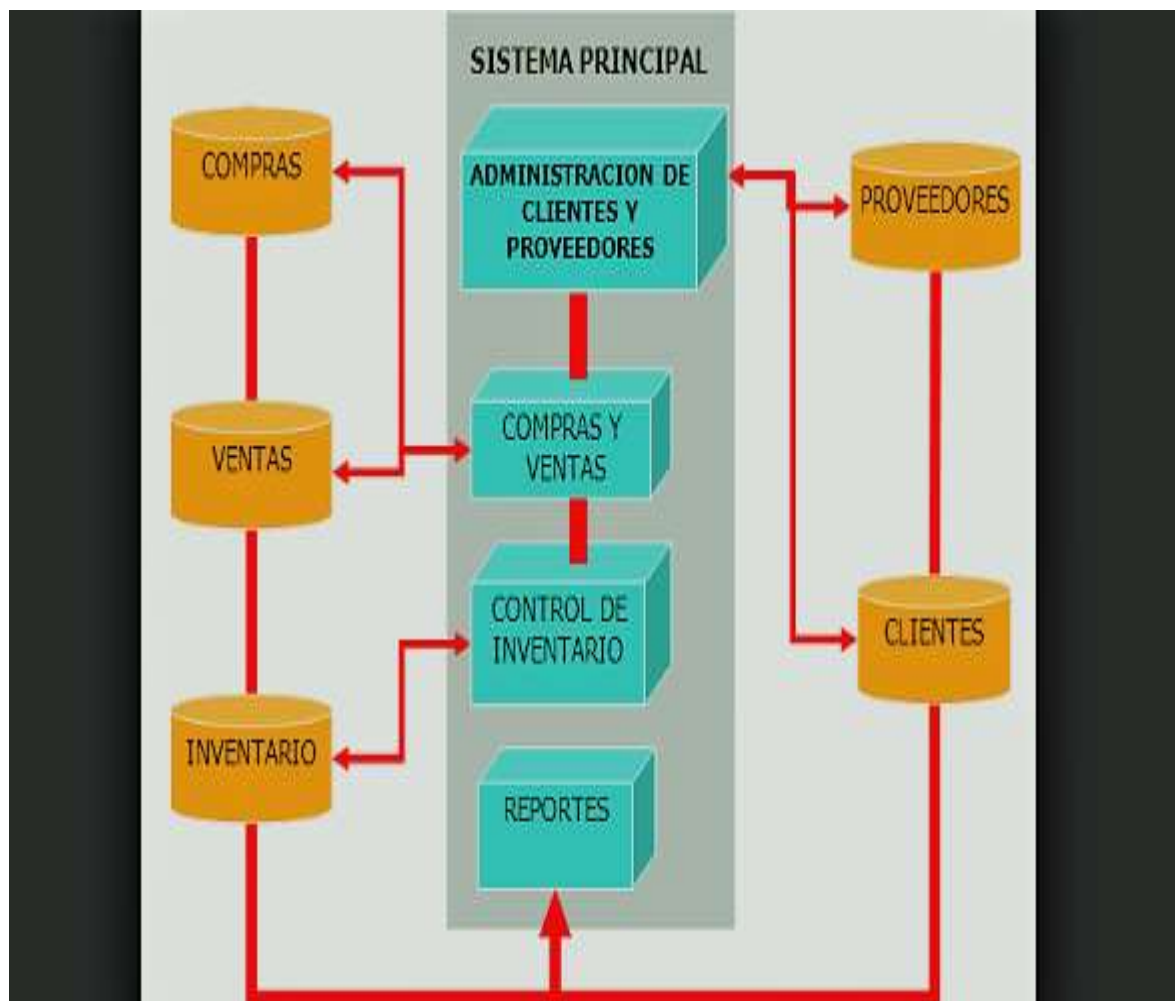 SISTEMA PRINCIPAL
COMPRAS
ADMINISTRACION DE
CLIENTES Y
PROVEEDORES
PROVEEDORES
VENTAS
COMPRAS Y
VENTAS
CONTROL DE
INVENTARIO
CLIENTES
INVENTARIO
REPORTES